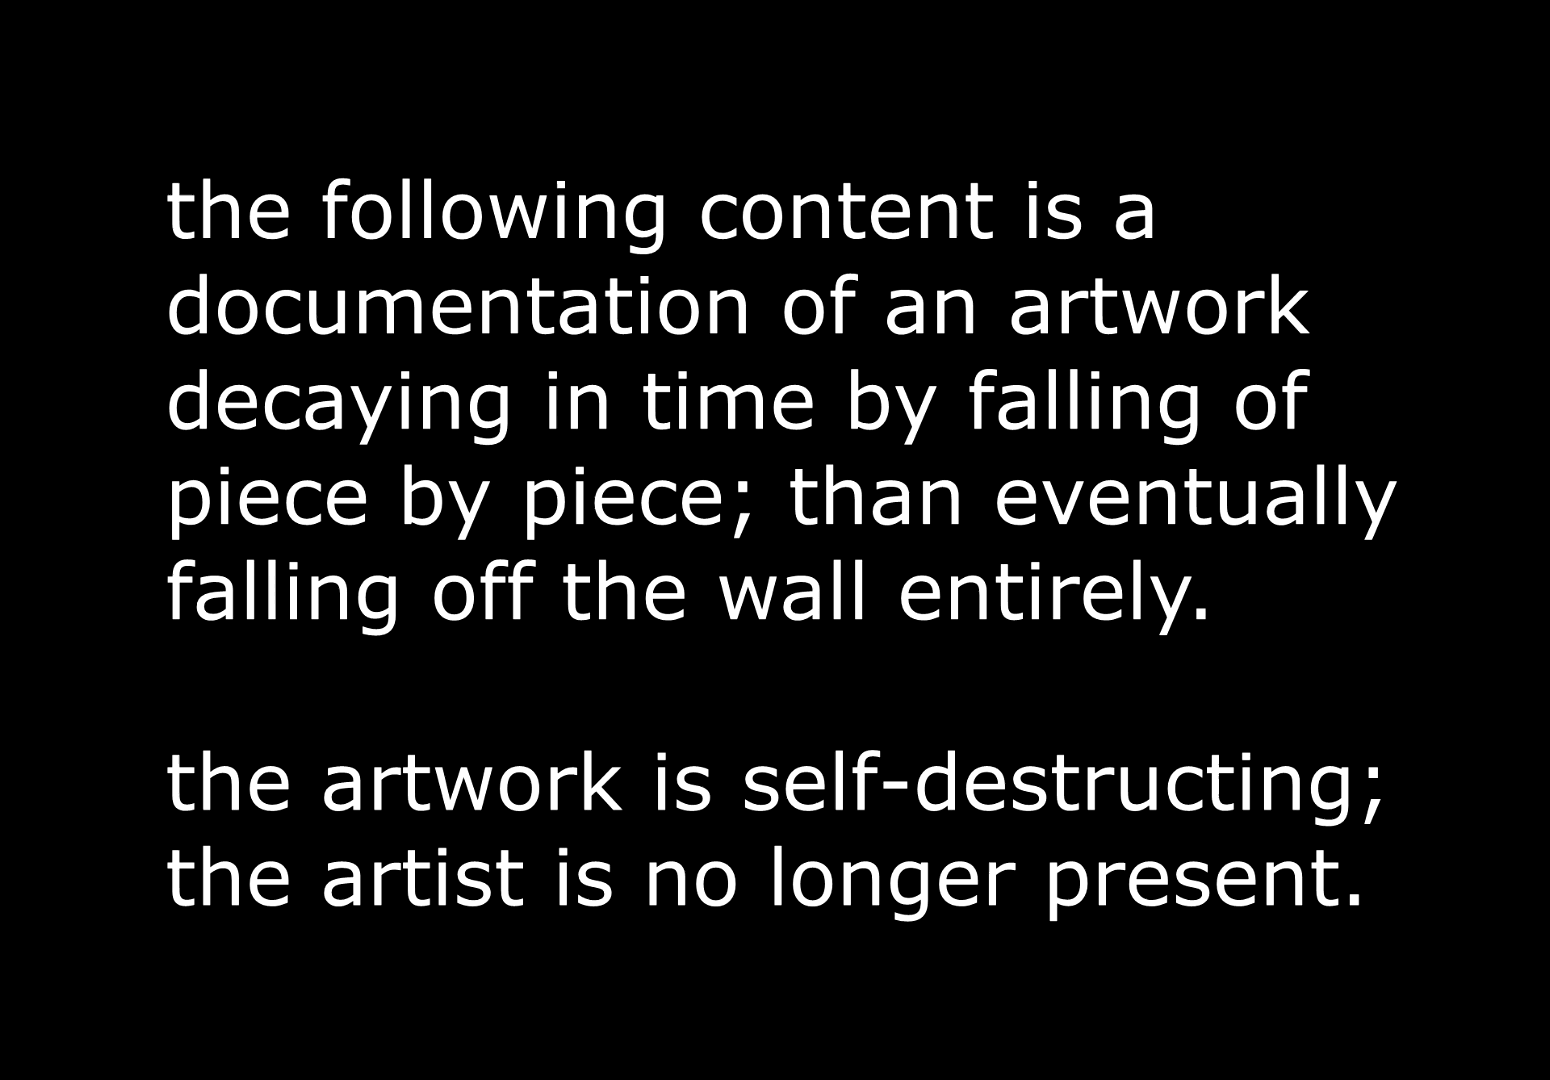 the following content is a
documentation of an artwork
decaying in time by falling of
piece by piece; than eventually
falling off the wall entirely.
the artwork is self-destructing;
the artist is no longer present.